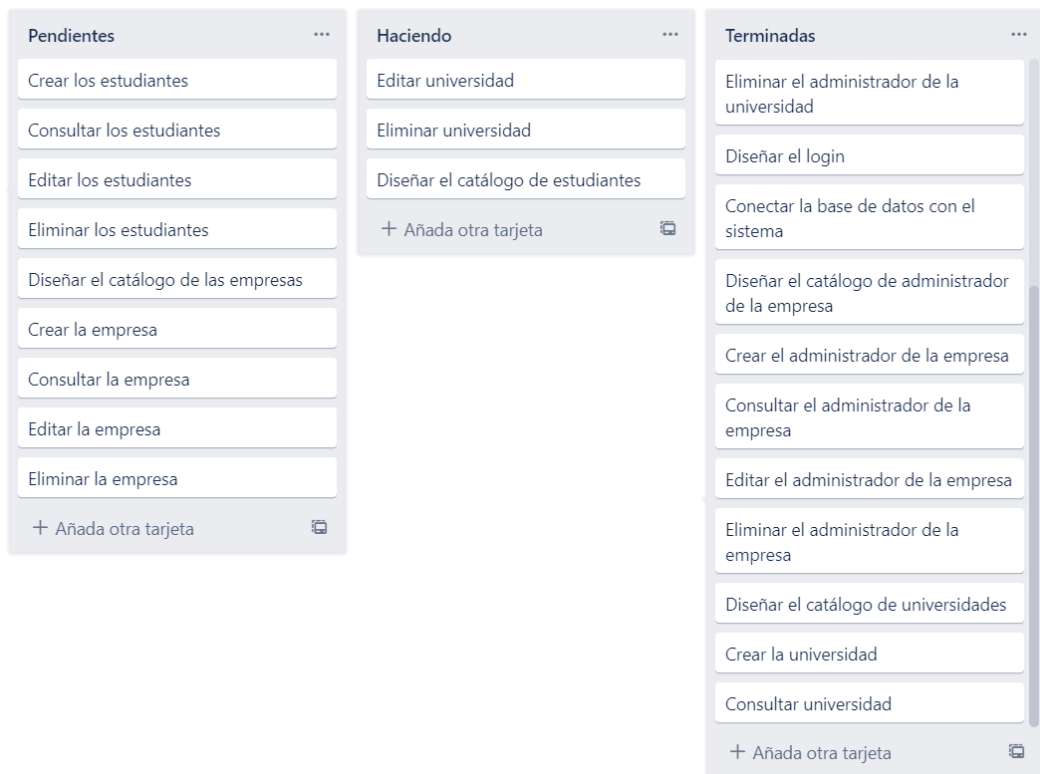 Pendientes
Crear los estudiantes
Consultar los estudiantes
Editar los estudiantes
Eliminar los estudiantes
Diseñar el catálogo de las empresas
Crear la empresa
Consultar la empresa
Editar la empresa
Eliminar la empresa
+ Añada otra tarjeta
Haciendo
Editar universidad
Eliminar universidad
Diseñar el catálogo de estudiantes
+ Añada otra tarjeta
Terminadas
Eliminar el administrador de la
universidad
Diseñar el login
Conectar la base de datos con el
sistema
Diseñar el catálogo de administrador
de la empresa
Crear el administrador de la empresa
Consultar el administrador de la
empresa
Editar el administrador de la empresa
Eliminar el administrador de la
empresa
Diseñar el catálogo de universidades
Crear la universidad
Consultar universidad
+ Añada otra tarjeta